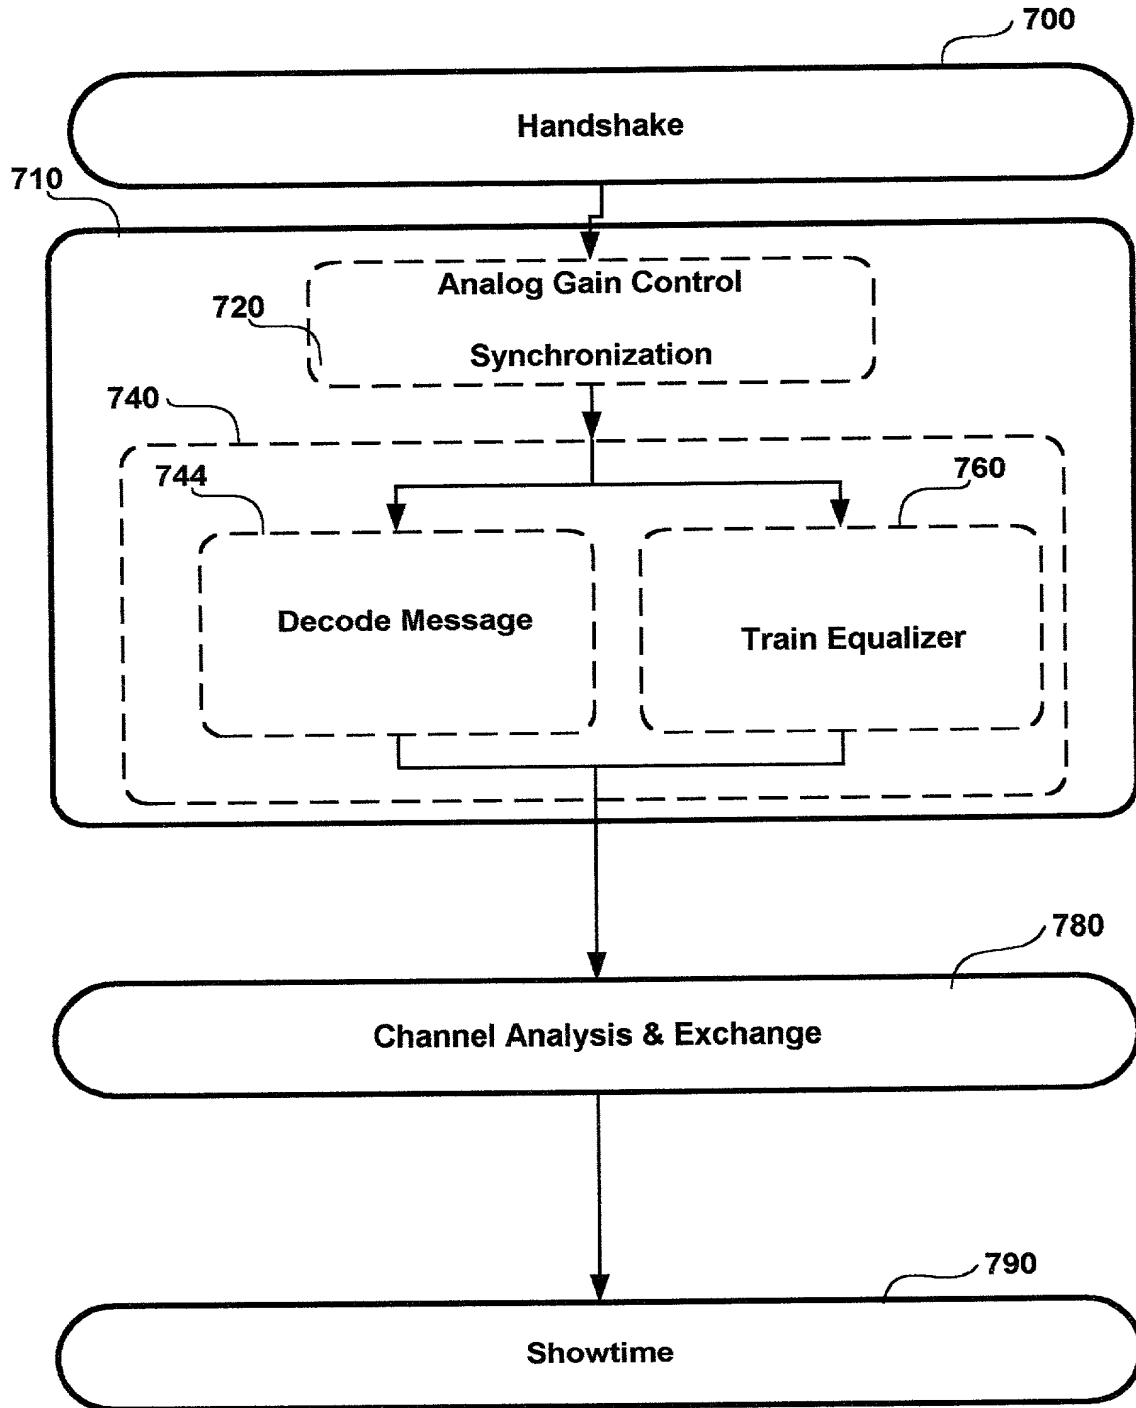 700
Handshake
710
Analog Gain Control
720
Synchronization
740
744
760
Decode Message
Train Equalizer
780
Channel Analysis & Exchange
790
Showtime